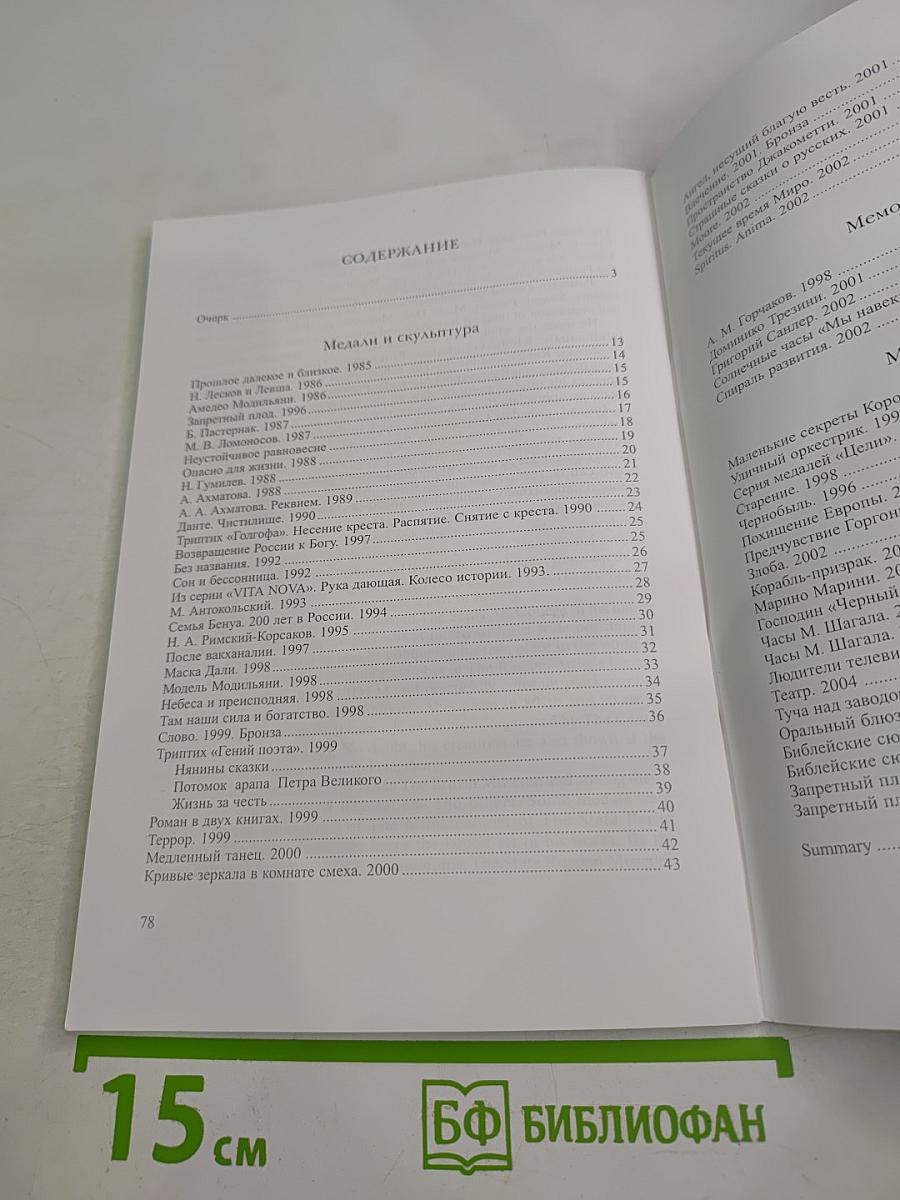 СОДЕРЖАНИЕ
Очерк ........ 3
Медали и скульптура
Прошлое далекое и близкое. 1985 ........ 13
Н. Лесков и Левша. 1986 ........ 14
Амедео Модильяни. 1986 ........ 15
Запретный плод. 1996 ........ 15
Б. Пастернак. 1987 ........ 16
М. В. Ломоносов. 1987 ........ 17
Неустойчивое равновесие ........ 18
Опасно для жизни. 1988 ........ 19
Н. Гумилев. 1988 ........ 20
А. Ахматова. 1988 ........ 21
А. А. Ахматова. Реквием. 1989 ........ 22
Данте. Чистилище. 1990 ........ 23
Триптих «Голгофа». Несение креста. Распятие. Снятие с креста. 1990 ........ 24
Возвращение России к Богу. 1997 ........ 25
Без названия. 1992 ........ 25
Сон и бессонница. 1992 ........ 26
Из серии «VITA NOVA». Рука дающая. Колесо истории. 1993. ........ 27
М. Антокольский. 1993 ........ 28
Семья Бенуа. 200 лет в России. 1994 ........ 29
Н. А. Римский-Корсаков. 1995 ........ 30
После вакханалии. 1997 ........ 31
Маска Дали. 1998 ........ 32
Модель Модильяни. 1998 ........ 33
Небеса и преисподняя. 1998 ........ 34
Там наши сила и богатство. 1998 ........ 35
Слово. 1999. Бронза ........ 36
Триптих «Гений поэта». 1999
Нянины сказки ........ 37
Потомок арапа Петра Великого ........ 38
Жизнь за честь ........ 39
Роман в двух книгах. 1999 ........ 40
Террор. 1999 ........ 41
Медленный танец. 2000 ........ 42
Кривые зеркала в комнате смеха. 2000 ........ 43
78
Ангел, несущий благую весть. 2001
Влечение. 2001. Бронза
Пространство Джакометти. 2001
Страшные сказки о русских. 2001
Moore. 2002
Текущее время Миро. 2002
Spiritus. Anima. 2002
Мемо
А. М. Горчаков. 1998
Доминико Трезини. 2001
Григорий Сандлер. 2002
Солнечные часы «Мы навек
Спираль развития. 2002
М
Маленькие секреты Коро
Уличный оркестрик. 199
Серия медалей «Цели».
Старение. 1998
Чернобыль. 1996
Похищение Европы. 2
Предчувствие Горгон
Злоба. 2002
Корабль-призрак. 20
Марино Марини. 20
Господин «Черный
Часы М. Шагала. 2
Часы М. Шагала.
Людители телеви
Театр. 2004
Туча над заводо
Оральный блюз
Библейские сю
Библейские сю
Запретный пл
Запретный пл
Summary
15 см
БФ БИБЛИОФАН